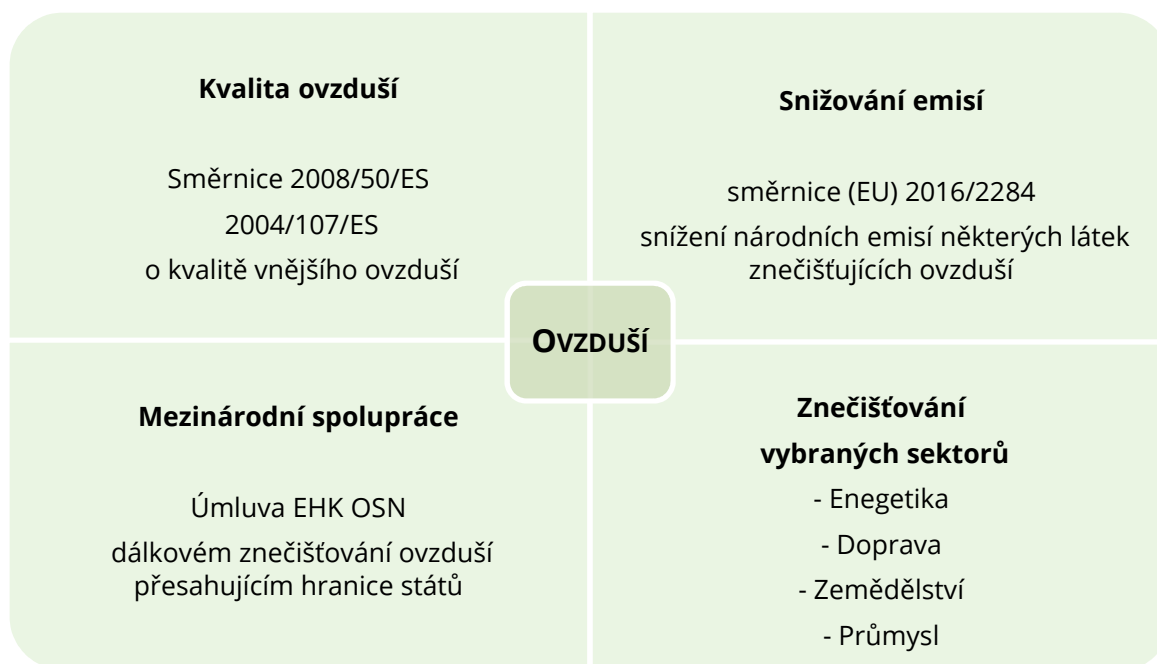 Kvalita ovzduší
Směrnice 2008/50/ES
2004/107/ES
o kvalitě vnějšího ovzduší
Snižování emisí
směrnice (EU) 2016/2284
snížení národních emisí některých látek
znečišťujících ovzduší
OVZDUŠÍ
Mezinárodní spolupráce
Úmluva EHK OSN
dálkovém znečišťování ovzduší
přesahujícím hranice států
Znečišťování
vybraných sektorů
- Enegetika
- Doprava
- Zemědělství
- Průmysl